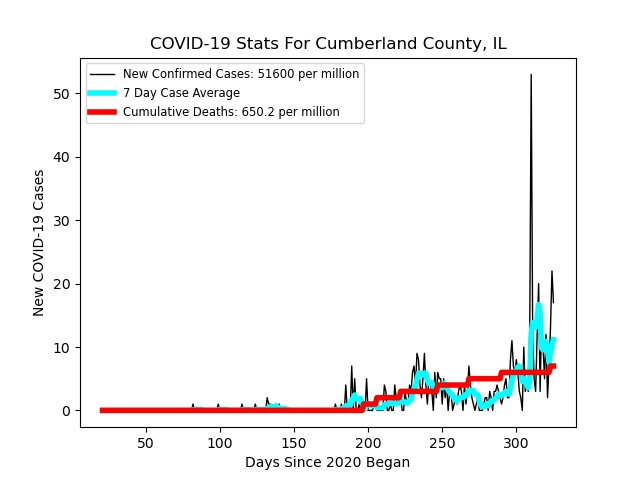 COVID-19 Stats For Cumberland County, IL
New Confirmed Cases: 51600 per million
7 Day Case Average
Cumulative Deaths: 650.2 per million
New COVID-19 Cases
50
40
30
20
10
0
50 100 150 200 250 300
Days Since 2020 Began